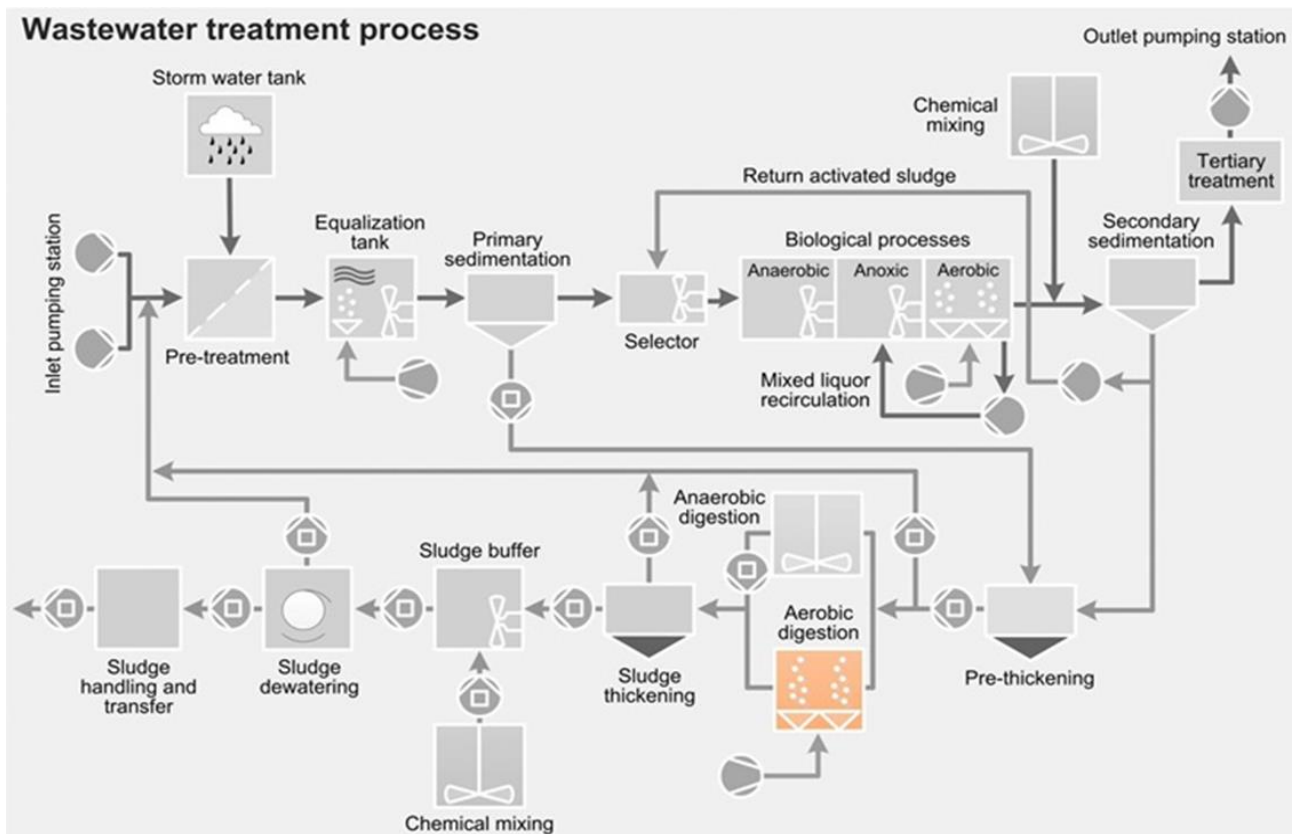 Wastewater treatment process
Outlet pumping station
Storm water tank
Chemical
mixing
Tertiary
treatment
Return activated sludge
Inlet pumping station
Equalization
tank
Primary
sedimentation
Biological processes
Secondary
sedimentation
Anaerobic
Anoxic
Aerobic
Pre-treatment
Selector
Mixed liquor
recirculation
Anaerobic
digestion
Sludge buffer
Aerobic
digestion
Sludge
handling and
transfer
Sludge
dewatering
Sludge
thickening
Pre-thickening
Chemical mixing